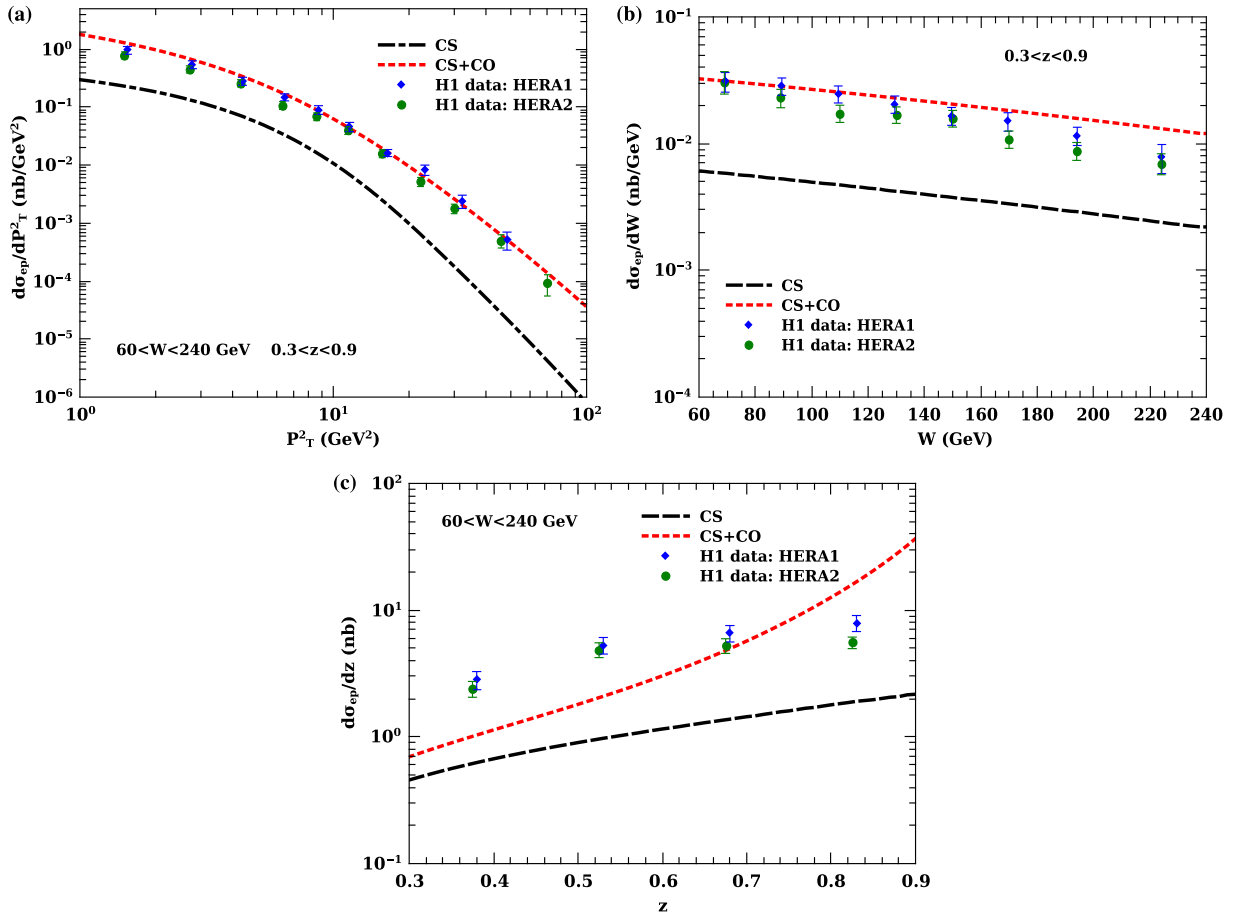 (a)
10⁰
10⁻¹
10⁻²
10⁻³
10⁻⁴
10⁻⁵
10⁻⁶
dσₑₚ/dP²_T (nb/GeV²)
CS
CS+CO
H1 data: HERA1
H1 data: HERA2
60<W<240 GeV 0.3<z<0.9
10⁰ 10¹ 10²
P²_T (GeV²)
(b)
10⁻¹
10⁻²
10⁻³
10⁻⁴
dσₑₚ/dW (nb/GeV)
0.3<z<0.9
CS
CS+CO
H1 data: HERA1
H1 data: HERA2
60 80 100 120 140 160 180 200 220 240
W (GeV)
(c)
10²
10¹
10⁰
10⁻¹
dσₑₚ/dz (nb)
60<W<240 GeV
CS
CS+CO
H1 data: HERA1
H1 data: HERA2
0.3 0.4 0.5 0.6 0.7 0.8 0.9
z